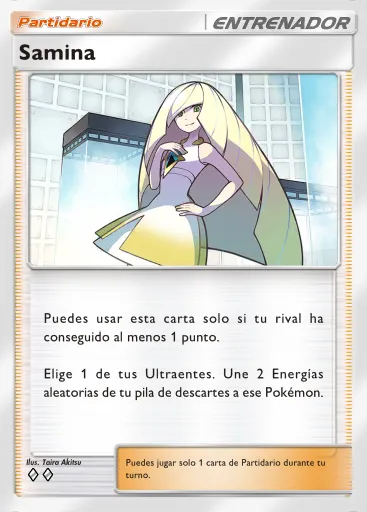 Partidario
ENTRENADOR
Samina
Puedes usar esta carta solo si tu rival ha
conseguido al menos 1 punto.
Elige 1 de tus Ultraentes. Une 2 Energías
aleatorias de tu pila de descartes a ese Pokémon.
Ilus. Taira Akitsu
Puedes jugar solo 1 carta de Partidario durante tu
turno.